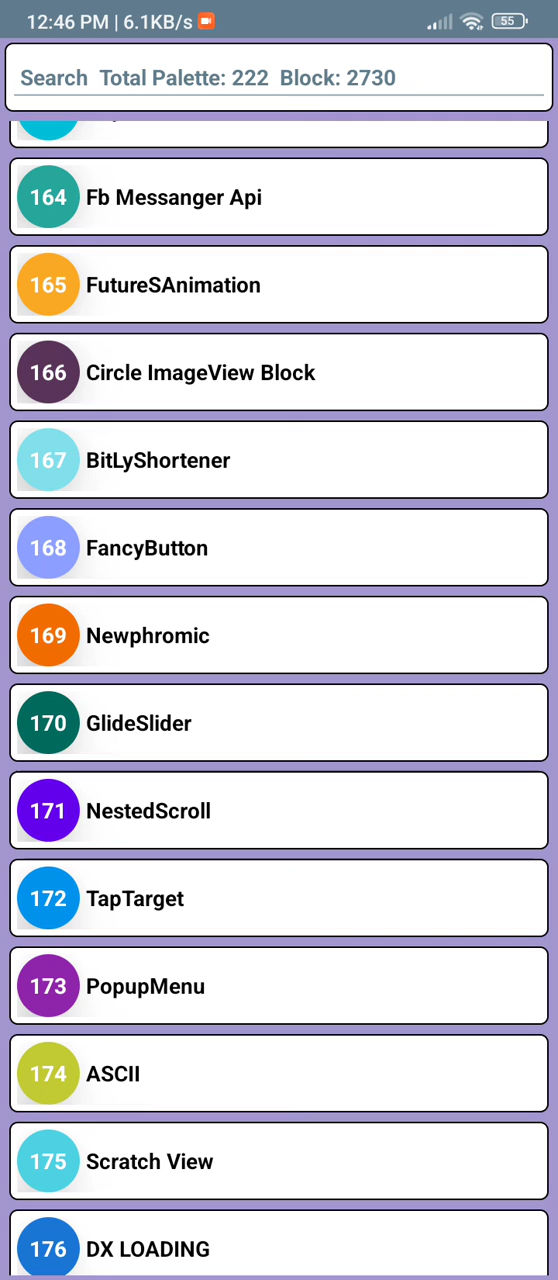 12:46 PM | 6.1KB/s
55
Search Total Palette: 222 Block: 2730
164 Fb Messanger Api
165 FutureSAnimation
166 Circle ImageView Block
167 BitLyShortener
168 FancyButton
169 Newphromic
170 GlideSlider
171 NestedScroll
172 TapTarget
173 PopupMenu
174 ASCII
175 Scratch View
176 DX LOADING